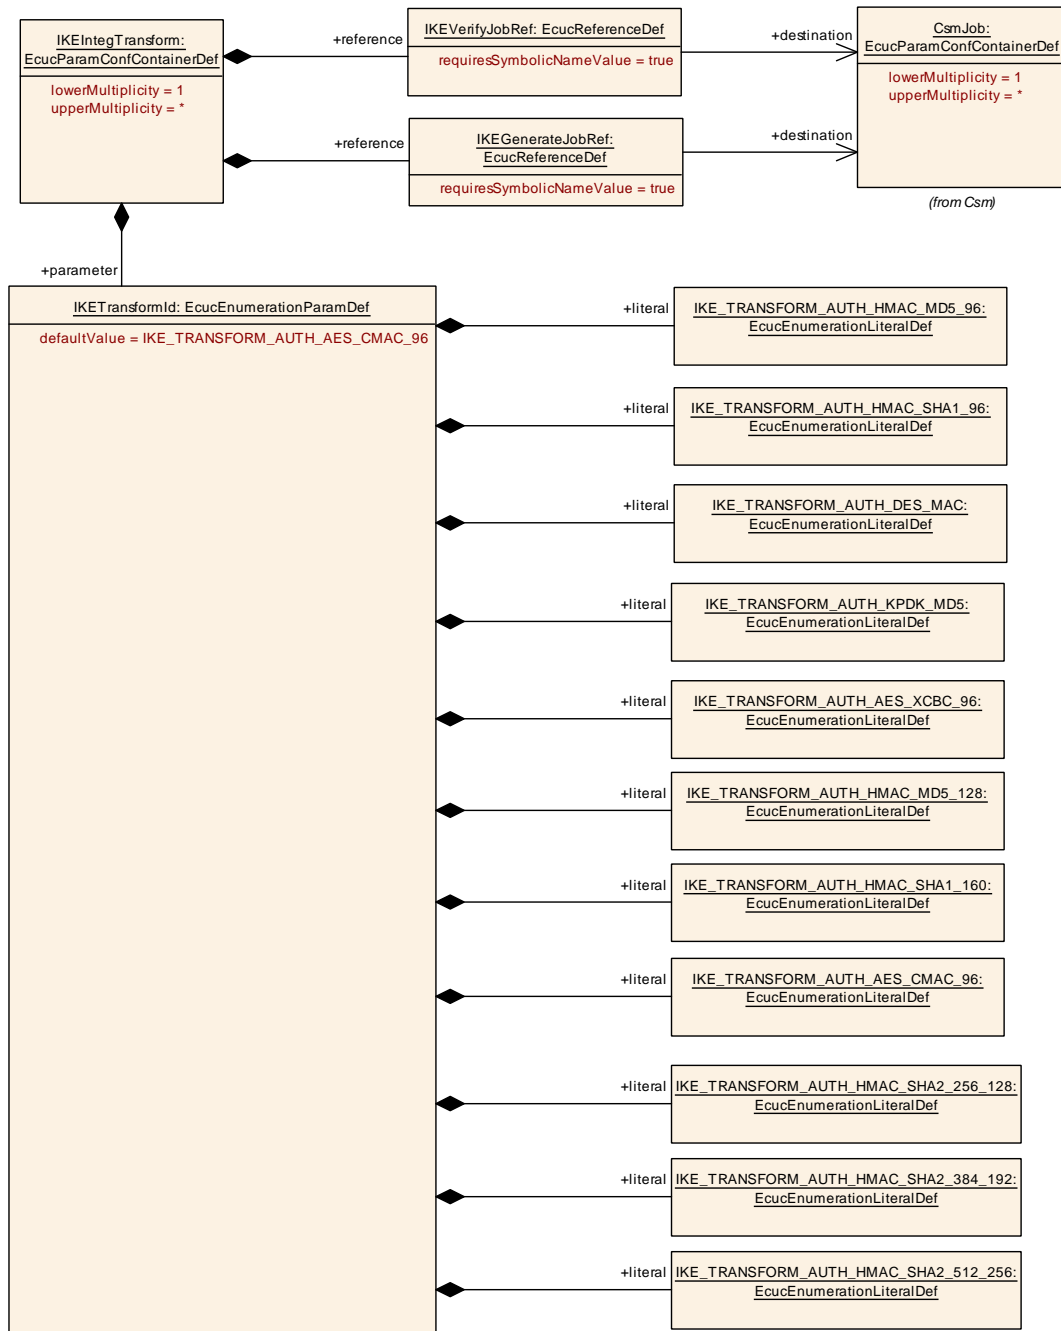 IKEIntegTransform:
EcucParamConfContainerDef
lowerMultiplicity = 1
upperMultiplicity = *
+reference
IKEVerifyJobRef: EcucReferenceDef
requiresSymbolicNameValue = true
+destination
CsmJob:
EcucParamConfContainerDef
lowerMultiplicity = 1
upperMultiplicity = *
(from Csm)
+reference
IKEGenerateJobRef:
EcucReferenceDef
requiresSymbolicNameValue = true
+destination
+parameter
IKETransformId: EcucEnumerationParamDef
defaultValue = IKE_TRANSFORM_AUTH_AES_CMAC_96
+literal
IKE_TRANSFORM_AUTH_HMAC_MD5_96:
EcucEnumerationLiteralDef
+literal
IKE_TRANSFORM_AUTH_HMAC_SHA1_96:
EcucEnumerationLiteralDef
+literal
IKE_TRANSFORM_AUTH_DES_MAC:
EcucEnumerationLiteralDef
+literal
IKE_TRANSFORM_AUTH_KPDK_MD5:
EcucEnumerationLiteralDef
+literal
IKE_TRANSFORM_AUTH_AES_XCBC_96:
EcucEnumerationLiteralDef
+literal
IKE_TRANSFORM_AUTH_HMAC_MD5_128:
EcucEnumerationLiteralDef
+literal
IKE_TRANSFORM_AUTH_HMAC_SHA1_160:
EcucEnumerationLiteralDef
+literal
IKE_TRANSFORM_AUTH_AES_CMAC_96:
EcucEnumerationLiteralDef
+literal
IKE_TRANSFORM_AUTH_HMAC_SHA2_256_128:
EcucEnumerationLiteralDef
+literal
IKE_TRANSFORM_AUTH_HMAC_SHA2_384_192:
EcucEnumerationLiteralDef
+literal
IKE_TRANSFORM_AUTH_HMAC_SHA2_512_256:
EcucEnumerationLiteralDef